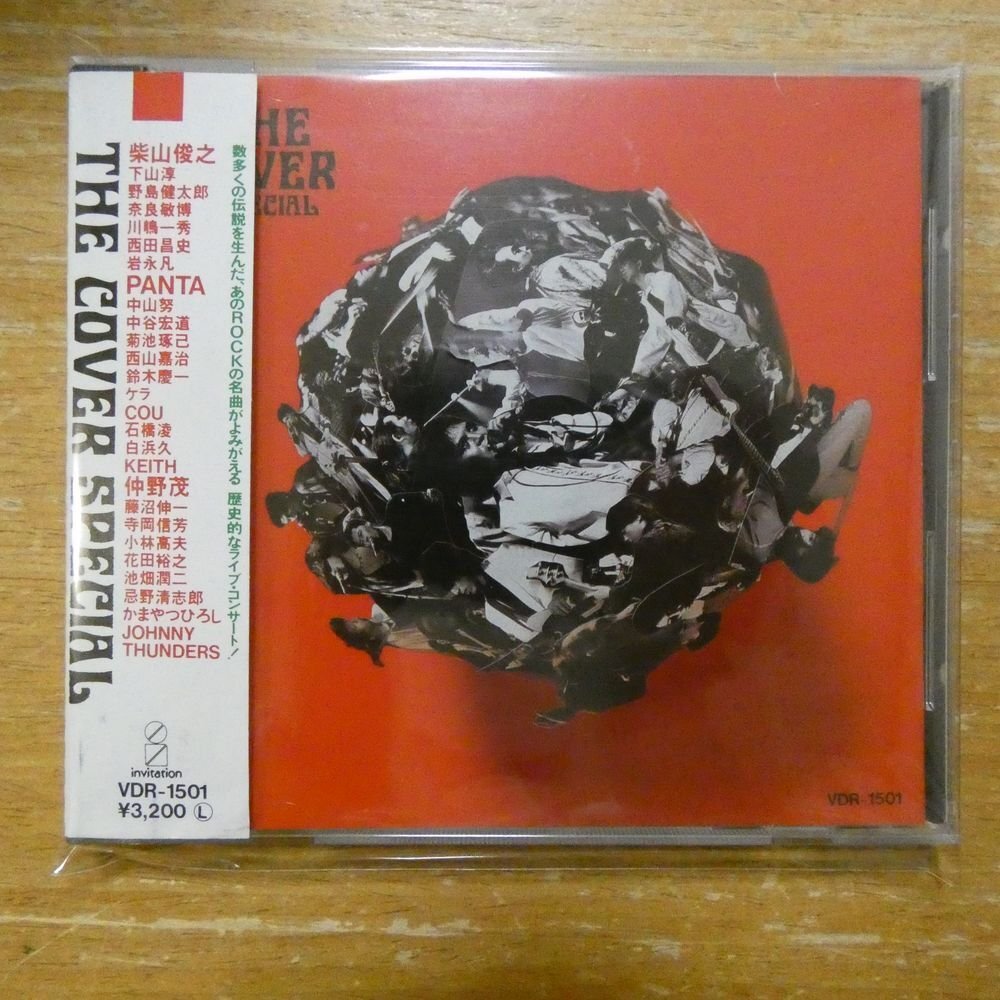 THE COVER SPECIAL
柴山俊之
下山淳
野島健太郎
奈良敏博
川嶋一秀
西田昌史
岩永凡
PANTA
中山努
中谷宏道
菊池琢己
西山嘉治
鈴木慶一
ケラ
COU
石橋凌
白浜久
KEITH
仲野茂
藤沼伸一
寺岡信芳
小林高夫
花田裕之
池畑潤二
忌野清志郎
かまやつひろし
JOHNNY
THUNDERS
数多くの伝説を生んだ、あのROCKの名曲がよみがえる 歴史的なライブ・コンサート!
invitation
VDR-1501
¥3,200 L
HE
VER
ECIAL
VDR-1501